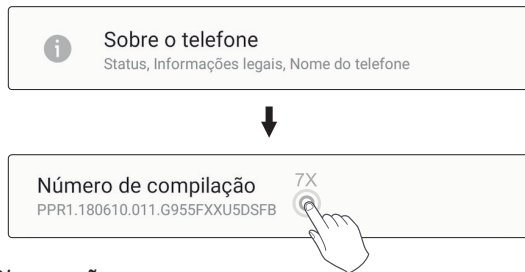 Sobre o telefone
Status, Informações legais, Nome do telefone
Número de compilação
7X
PPR1.180610.011.G955FXXU5DSFB